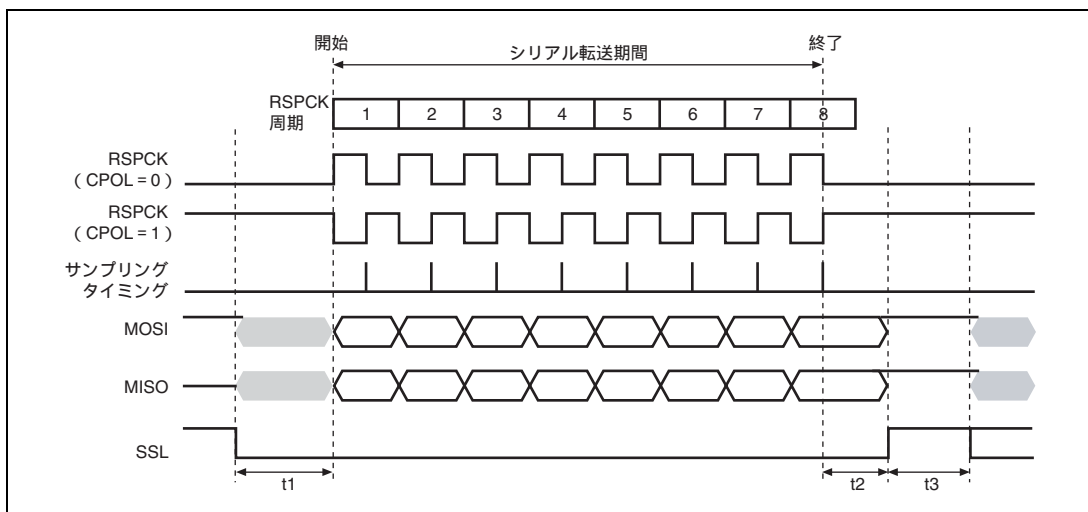 開始
シリアル転送期間
終了
RSPCK
周期
1 2 3 4 5 6 7 8
RSPCK
(CPOL = 0)
RSPCK
(CPOL = 1)
サンプリング
タイミング
MOSI
MISO
SSL
t1
t2
t3